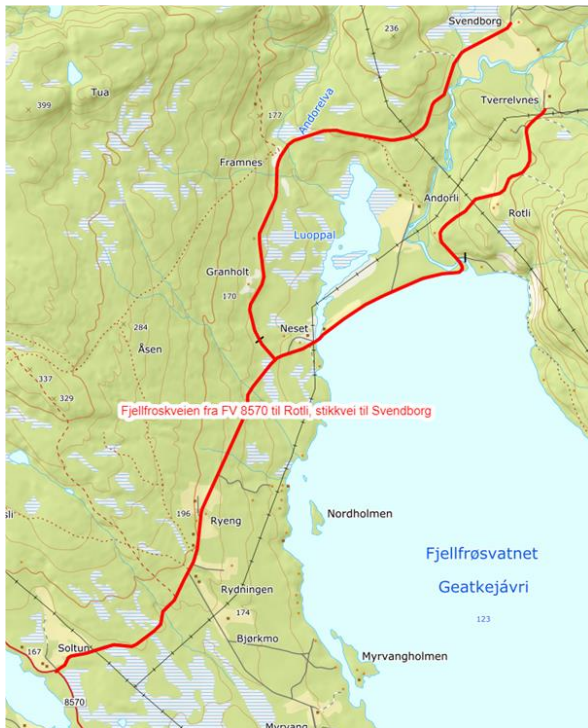 Svendborg
236
Tua
399
Andorelva
177
Tverrelvnes
Framnes
Andorli
Rotli
Luoppal
Granholt
170
284
Åsen
Neset
337
329
Fjellfroskveien fra FV 8570 til Rotli, stikkvei til Svendborg
196
Ryeng
Nordholmen
Fjellfrøsvatnet
Geatkejávri
123
Rydningen
174
Bjørkmo
167
Soltun
Myrvangholmen
8570
Myrvang